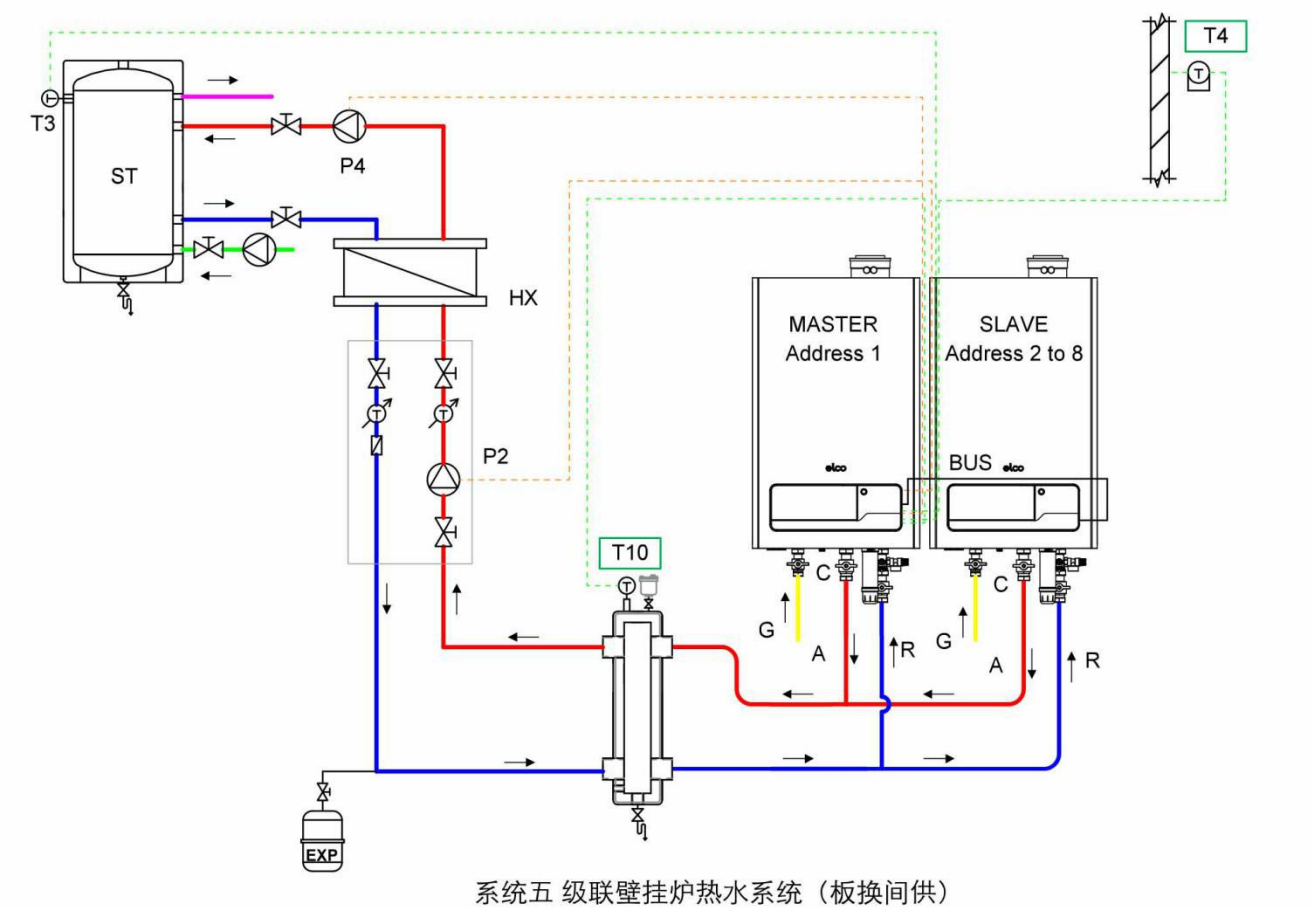 T4
T
T3
P4
ST
HX
MASTER
Address 1
SLAVE
Address 2 to 8
T
T
P2
BUS
elco
elco
T10
T
C
C
G
A
R
G
A
R
EXP
系统五 级联壁挂炉热水系统（板换间供）